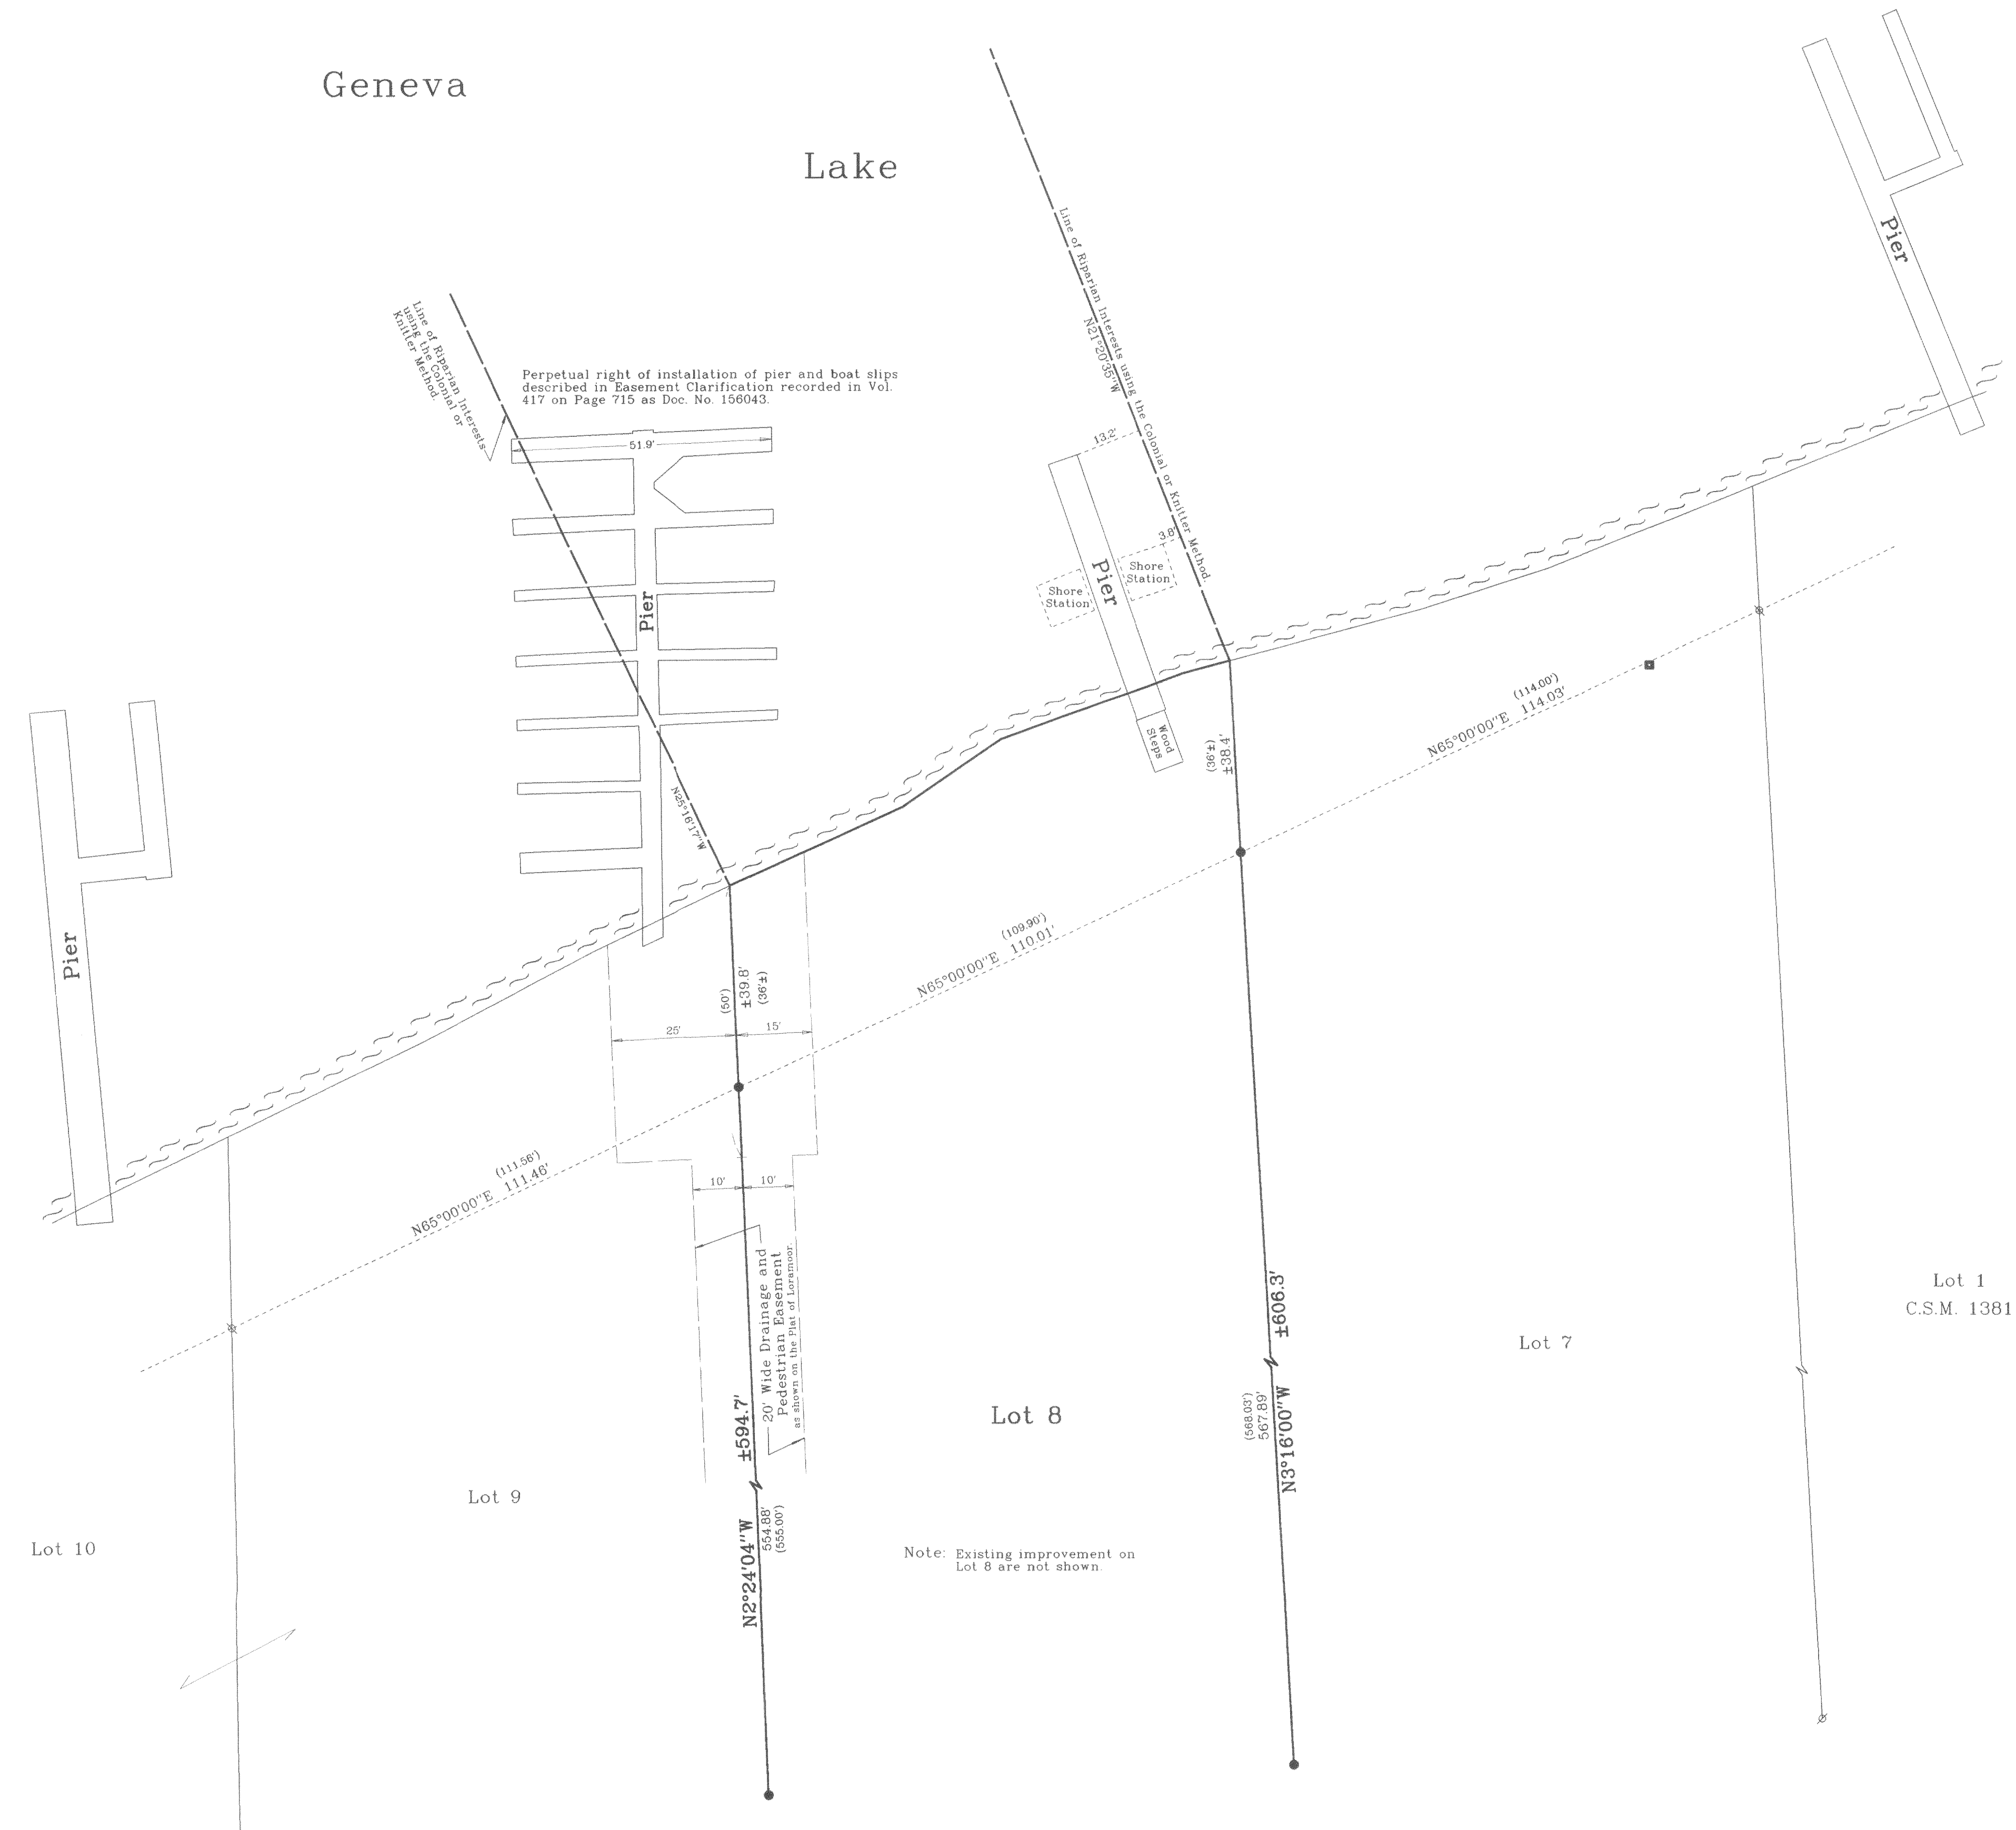 Geneva
Lake
Line of Riparian Interests
using the Colonial or
Knitter Method.
Line of Riparian Interests using the Colonial or Knitter Method.
N21°20'35"W
Pier
Perpetual right of installation of pier and boat slips
described in Easement Clarification recorded in Vol.
417 on Page 715 as Doc. No. 156043.
51.9'
13.2'
3.8'
Pier
Shore
Station
Shore
Station
Pier
Wood
Steps
N25°16'17"W
(36'±)
±38.4'
(114.00')
N65°00'00"E 114.03'
Pier
(109.90')
N65°00'00"E 110.01'
(50')
±39.8'
(36'±)
25'
15'
(111.56')
N65°00'00"E 111.46'
10'
10'
20' Wide Drainage and
Pedestrian Easement
as shown on the Plat of Loramoor.
±594.7'
N2°24'04"W
554.88'
(555.00')
±606.3'
N3°16'00"W
(568.03')
567.89'
Lot 1
C.S.M. 1381
Lot 7
Lot 8
Lot 9
Lot 10
Note: Existing improvement on
Lot 8 are not shown.